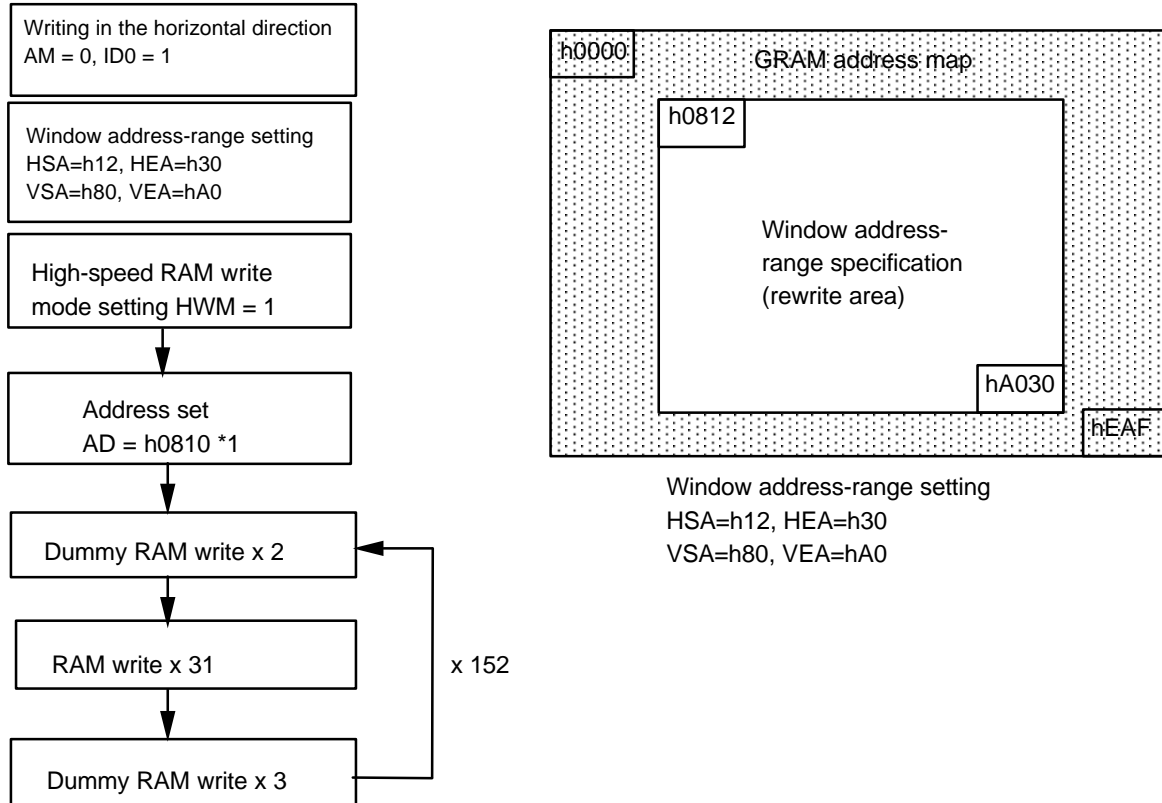 Writing in the horizontal direction
AM = 0, ID0 = 1
Window address-range setting
HSA=h12, HEA=h30
VSA=h80, VEA=hA0
High-speed RAM write
mode setting HWM = 1
Address set
AD = h0810 *1
Dummy RAM write x 2
RAM write x 31
x 152
Dummy RAM write x 3
h0000
GRAM address map
h0812
Window address-
range specification
(rewrite area)
hA030
hEAF
Window address-range setting
HSA=h12, HEA=h30
VSA=h80, VEA=hA0